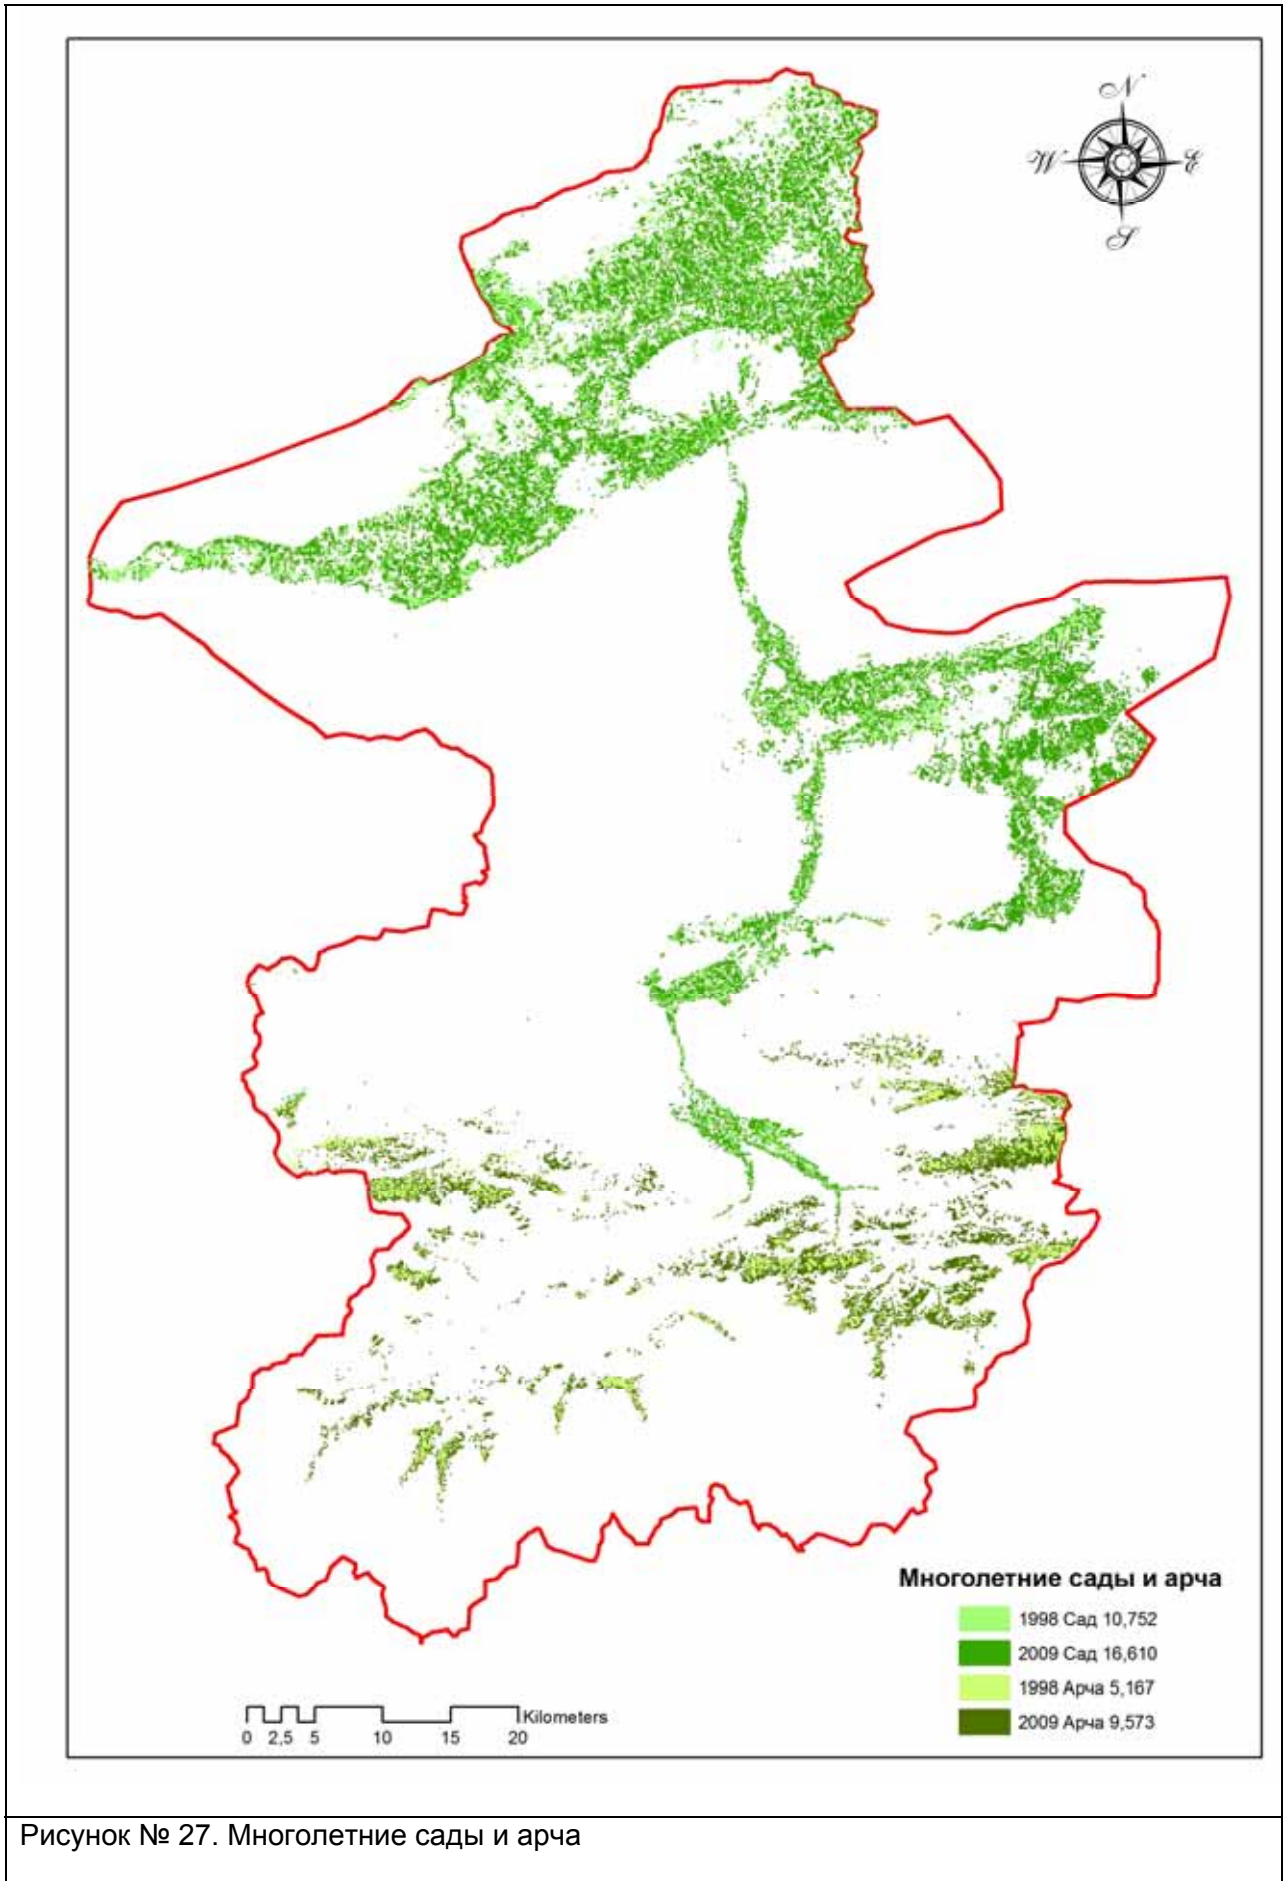 N
W E
S
Многолетние сады и арча
1998 Сад 10,752
2009 Сад 16,610
1998 Арча 5,167
2009 Арча 9,573
Kilometers
0 2,5 5 10 15 20
Рисунок № 27. Многолетние сады и арча